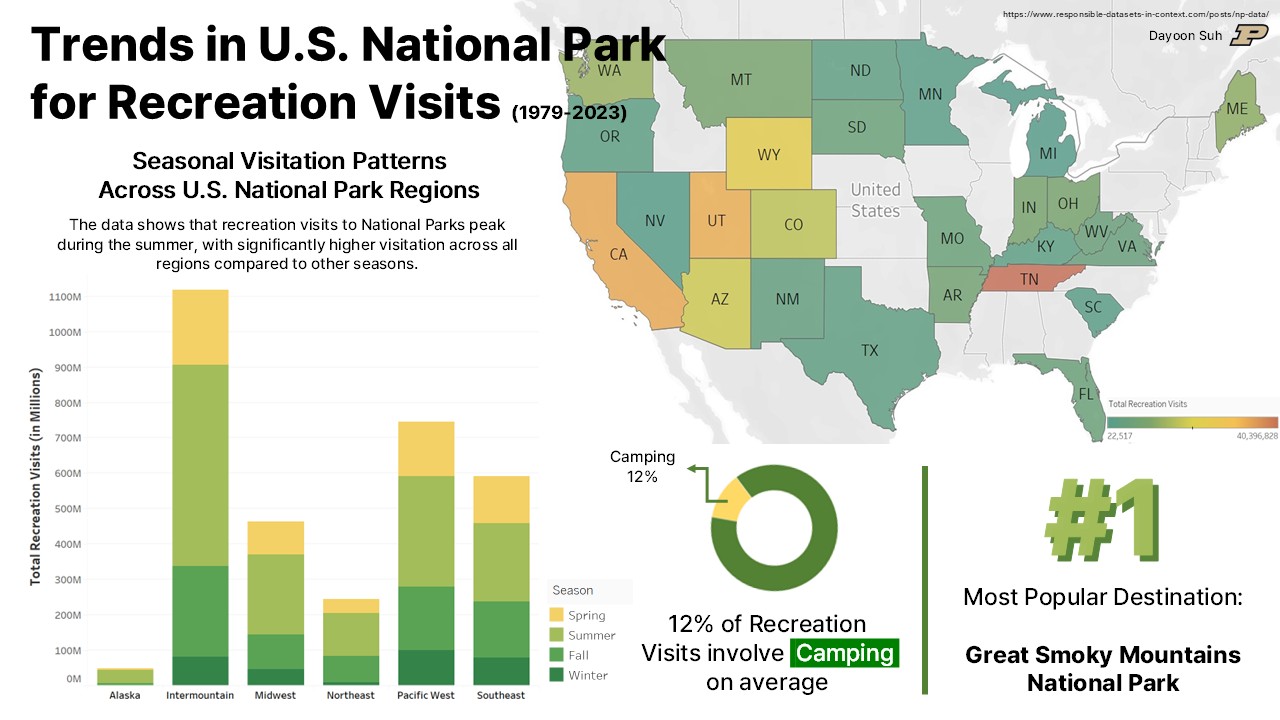 https://www.responsible-datasets-in-context.com/posts/np-data/
Dayoon Suh
Trends in U.S. National Park
for Recreation Visits (1979-2023)
Seasonal Visitation Patterns
Across U.S. National Park Regions
The data shows that recreation visits to National Parks peak
during the summer, with significantly higher visitation across all
regions compared to other seasons.
Total Recreation Visits (in Millions)
1100M
1000M
900M
800M
700M
600M
500M
400M
300M
200M
100M
0M
Alaska
Intermountain
Midwest
Northeast
Pacific West
Southeast
Season
Spring
Summer
Fall
Winter
WA
MT
ND
MN
ME
OR
SD
WY
MI
United
States
NV
UT
CO
IN
OH
MO
WV
KY
VA
CA
AZ
NM
AR
TN
SC
TX
FL
Total Recreation Visits
22,517
40,396,828
Camping
12%
12% of Recreation
Visits involve Camping
on average
#1
Most Popular Destination:
Great Smoky Mountains
National Park